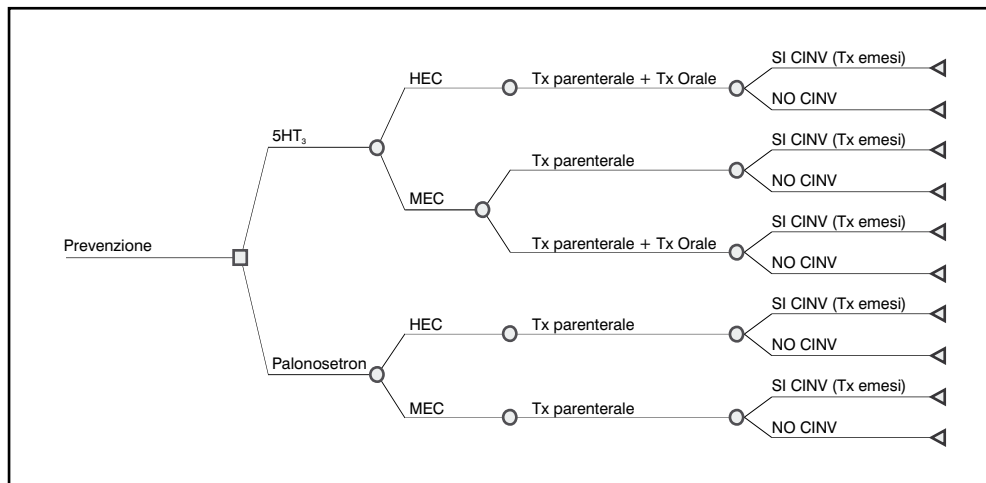 SI CINV (Tx emesi)
HEC
Tx parenterale + Tx Orale
NO CINV
5HT₃
SI CINV (Tx emesi)
Tx parenterale
MEC
NO CINV
SI CINV (Tx emesi)
Prevenzione
Tx parenterale + Tx Orale
NO CINV
SI CINV (Tx emesi)
HEC
Tx parenterale
NO CINV
Palonosetron
SI CINV (Tx emesi)
MEC
Tx parenterale
NO CINV